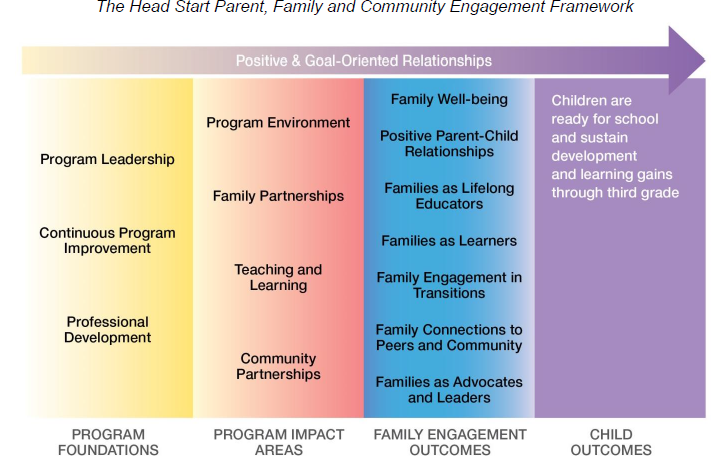 The Head Start Parent, Family and Community Engagement Framework
Positive & Goal-Oriented Relationships
Program Leadership
Continuous Program
Improvement
Professional
Development
PROGRAM
FOUNDATIONS
Program Environment
Family Partnerships
Teaching and
Learning
Community
Partnerships
PROGRAM IMPACT
AREAS
Family Well-being
Positive Parent-Child
Relationships
Families as Lifelong
Educators
Families as Learners
Family Engagement in
Transitions
Family Connections to
Peers and Community
Families as Advocates
and Leaders
FAMILY ENGAGEMENT
OUTCOMES
Children are
ready for school
and sustain
development
and learning gains
through third grade
CHILD
OUTCOMES